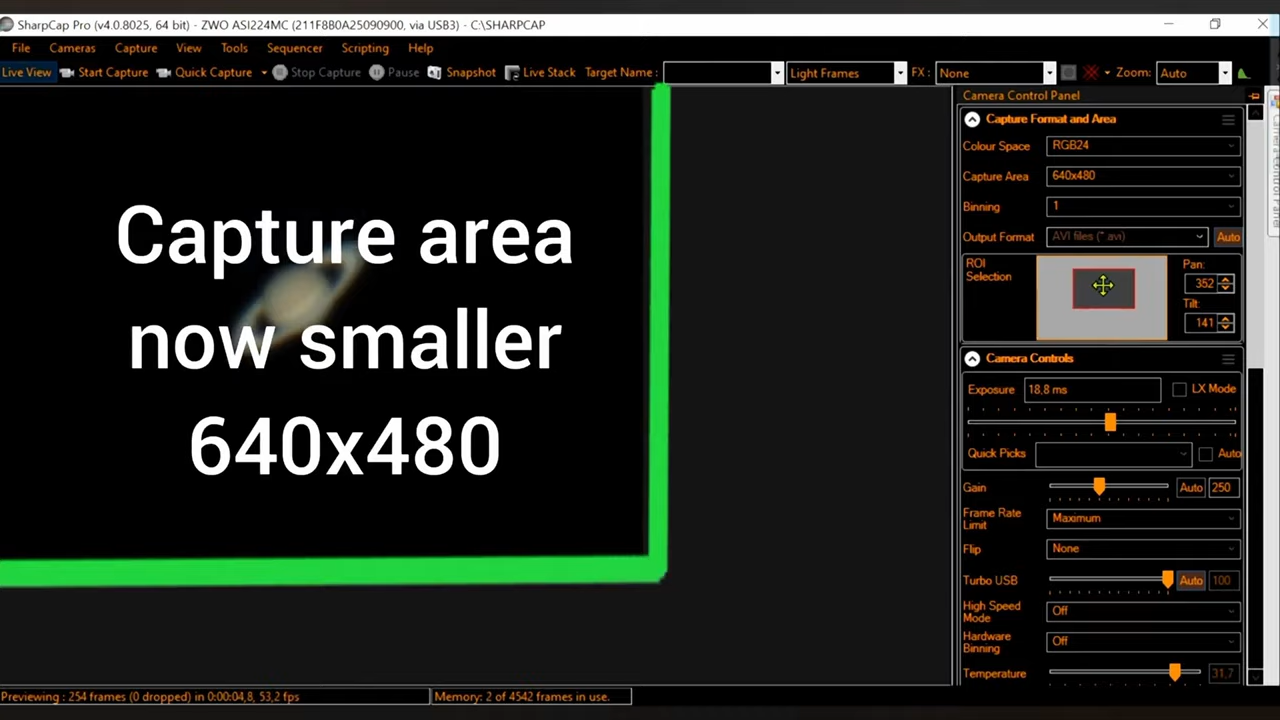 SharpCap Pro (v4.0.8025, 64 bit) - ZWO ASI224MC (211F8B0A25090900, via USB3) - C:\SHARPCAP
File Cameras Capture View Tools Sequencer Scripting Help
Live View Start Capture Quick Capture Stop Capture Pause Snapshot Live Stack Target Name : Light Frames FX : None Zoom: Auto
Camera Control Panel
Capture Format and Area
Colour Space RGB24
Capture Area 640x480
Binning 1
Output Format AVI files (*.avi) Auto
ROI
Selection
Pan:
352
Tilt:
141
Camera Controls
Exposure 18,8 ms LX Mode
Quick Picks Auto
Gain Auto 250
Frame Rate
Limit
Maximum
Flip None
Turbo USB Auto 100
High Speed
Mode
Off
Hardware
Binning
Off
Temperature 31,7
Capture area
now smaller
640x480
Previewing : 254 frames (0 dropped) in 0:00:04,8, 53,2 fps
Memory: 2 of 4542 frames in use.